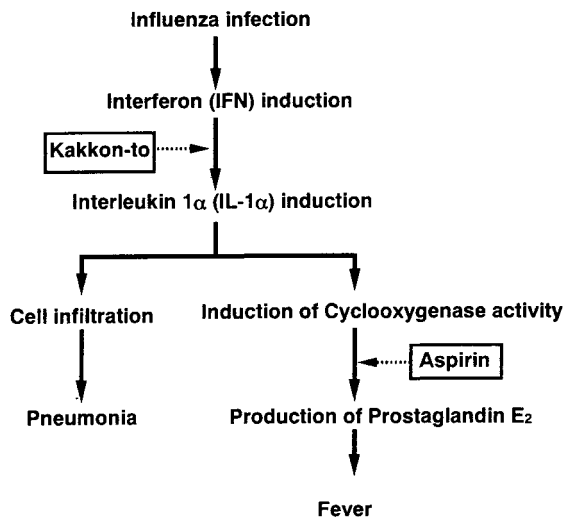 Influenza infection
Interferon (IFN) induction
Kakkon-to
Interleukin 1α (IL-1α) induction
Cell infiltration
Induction of Cyclooxygenase activity
Aspirin
Pneumonia
Production of Prostaglandin E₂
Fever